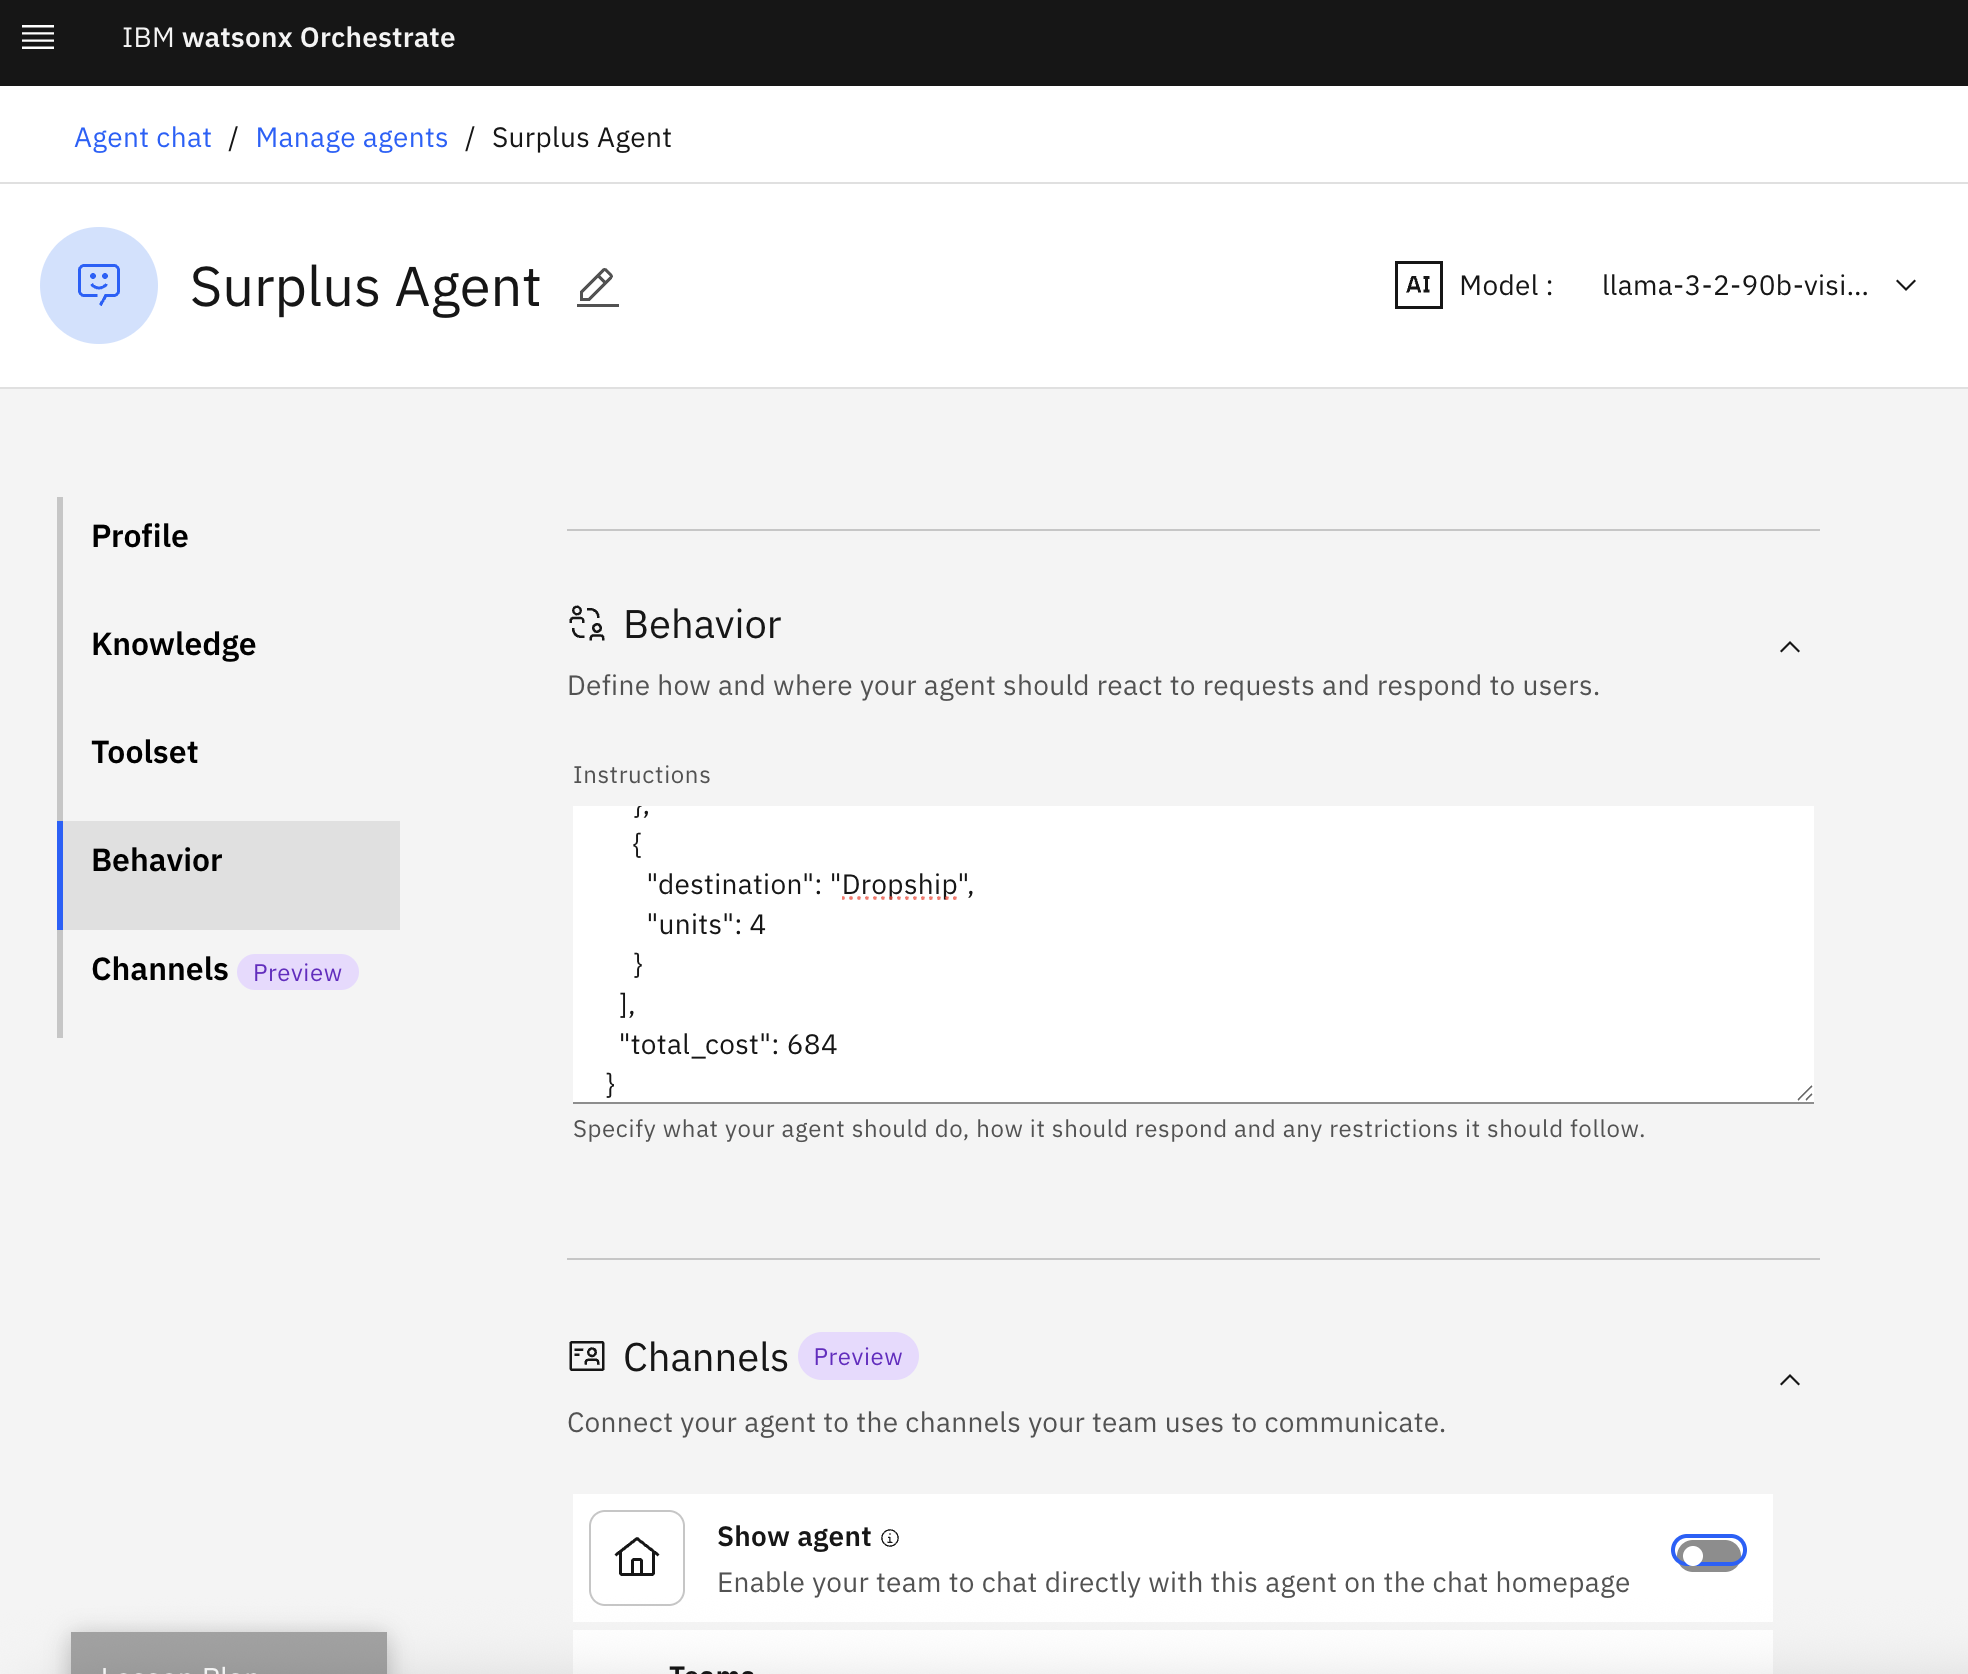 IBM watsonx Orchestrate
Agent chat / Manage agents / Surplus Agent
Surplus Agent
AI Model : llama-3-2-90b-visi...
Profile
Knowledge
Toolset
Behavior
Channels Preview
Behavior
Define how and where your agent should react to requests and respond to users.
Instructions
},
{
"destination": "Dropship",
"units": 4
}
],
"total_cost": 684
}
Specify what your agent should do, how it should respond and any restrictions it should follow.
Channels Preview
Connect your agent to the channels your team uses to communicate.
Show agent
Enable your team to chat directly with this agent on the chat homepage
Teams
Lesson Plan